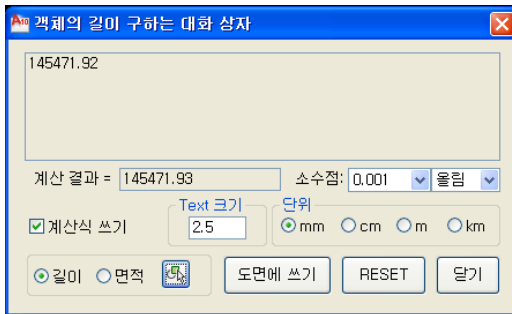 객체의 길이 구하는 대화 상자
145471.92
계산 결과 = 145471.93 소수점: 0.001 올림
계산식 쓰기 Text 크기 2.5 단위 mm cm m km
길이 면적 도면에 쓰기 RESET 닫기